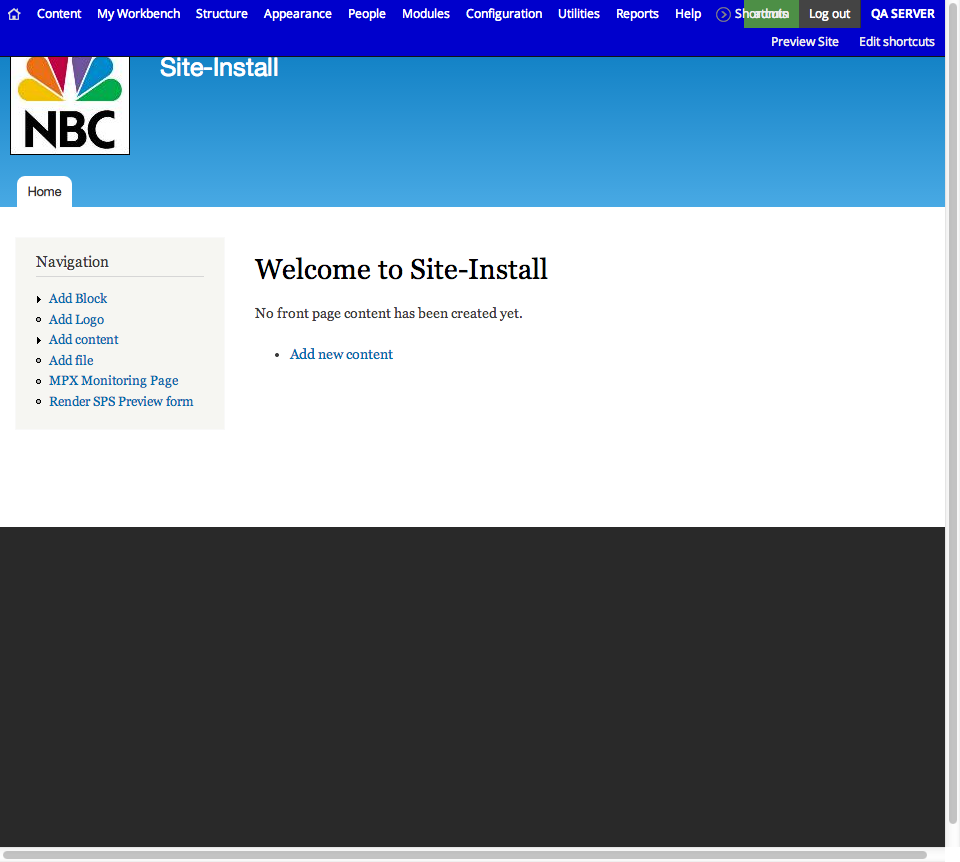 Content My Workbench Structure Appearance People Modules Configuration Utilities Reports Help Log out QA SERVER
Preview Site Edit shortcuts
Site-Install
NBC
Home
Navigation
Welcome to Site-Install
Add Block
Add Logo
Add content
Add file
MPX Monitoring Page
Render SPS Preview form
No front page content has been created yet.
Add new content